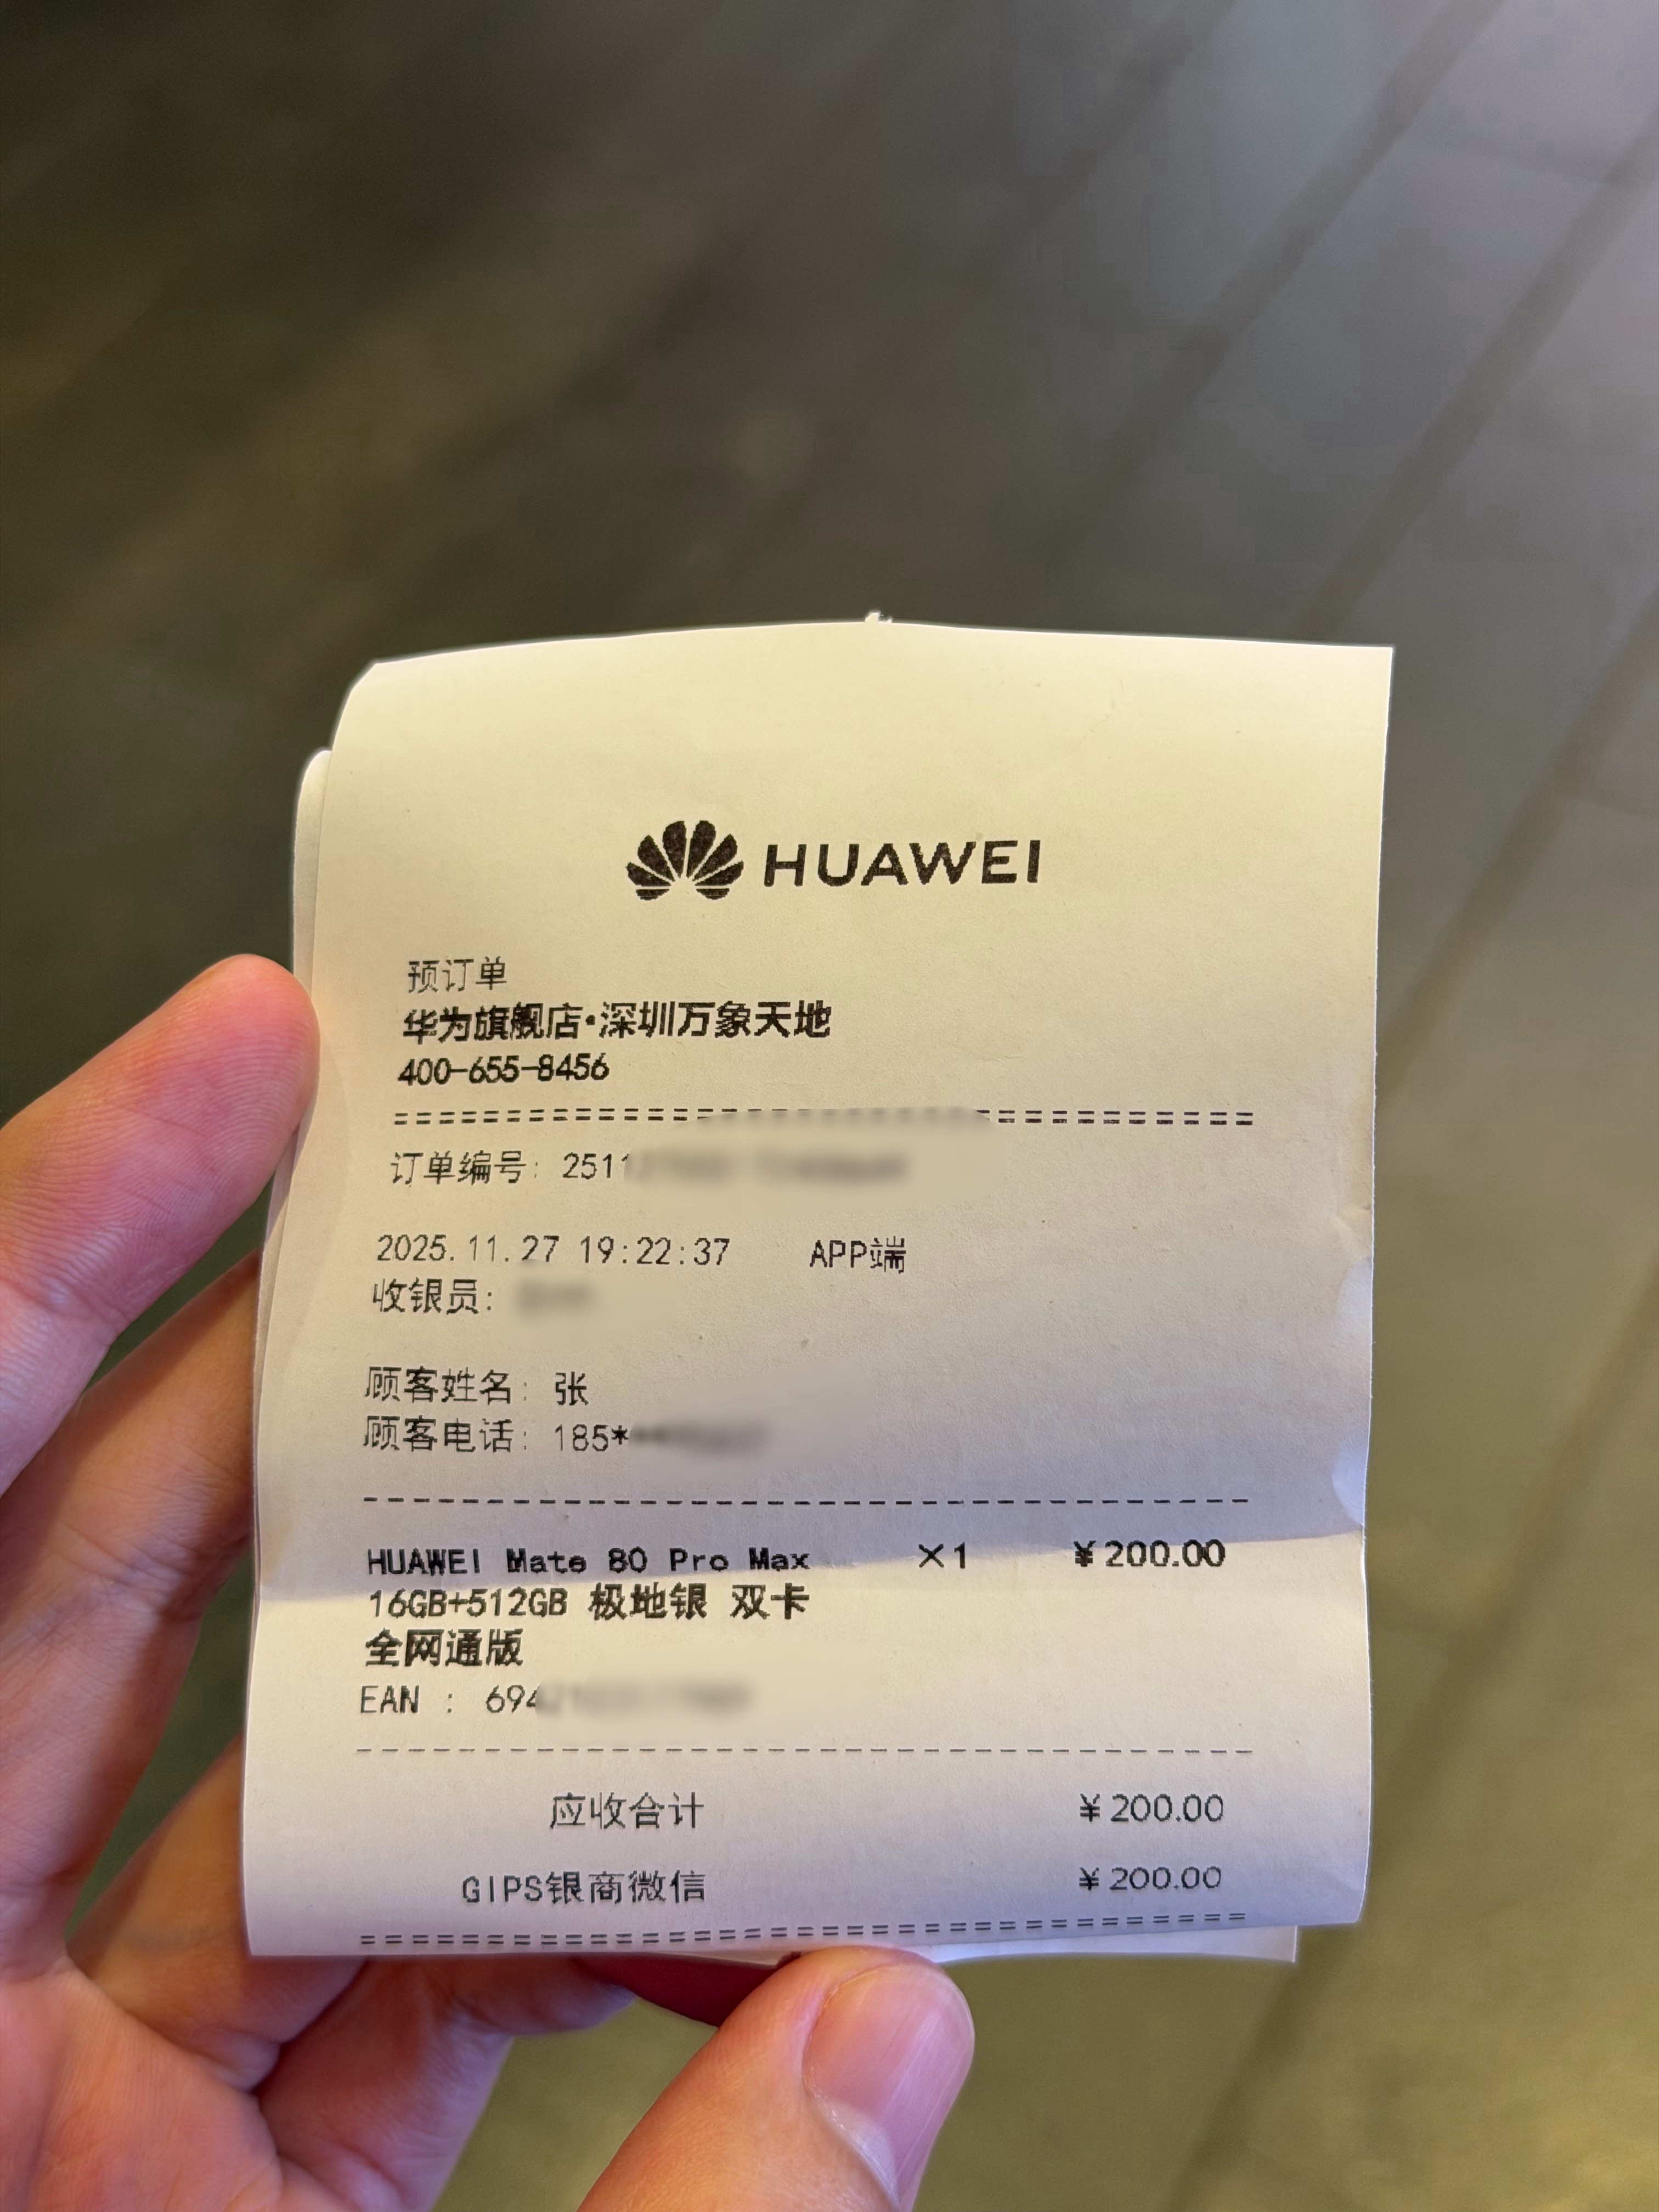 HUAWEI
预订单
华为旗舰店·深圳万象天地
400-655-8456
================================
订单编号: 2511
2025.11.27 19:22:37 APP端
收银员:
顾客姓名: 张
顾客电话: 185*
--------------------------------
HUAWEI Mate 80 Pro Max ×1 ¥200.00
16GB+512GB 极地银 双卡
全网通版
EAN : 694
--------------------------------
应收合计 ¥200.00
GIPS银商微信 ¥200.00
================================